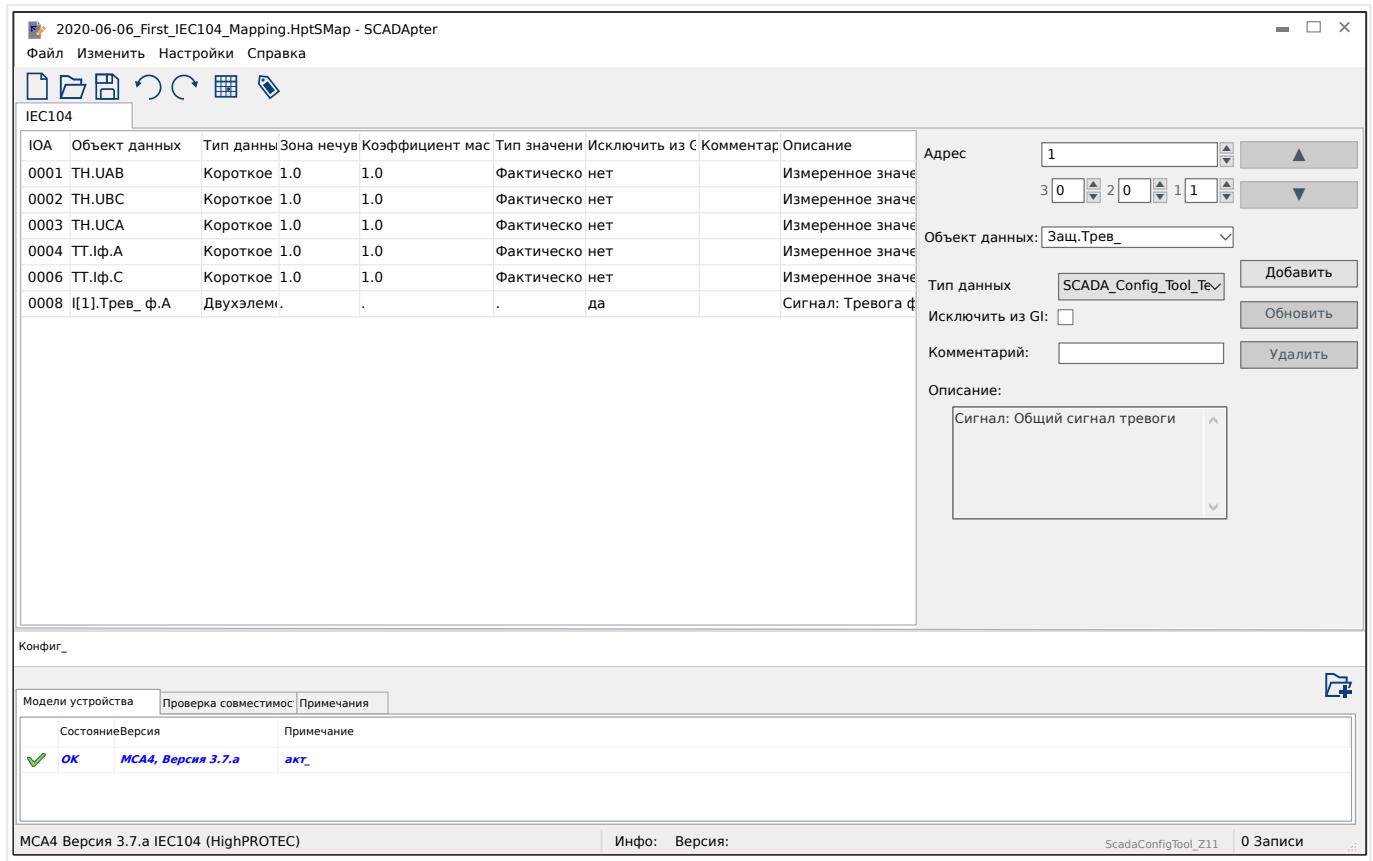 2020-06-06_First_IEC104_Mapping.HptSMap - SCADApter
Файл Изменить Настройки Справка
IEC104
IOA Объект данных Тип данны Зона нечув Коэффициент мас Тип значени Исключить из G Комментар Описание
0001 ТН.UAB Короткое 1.0 1.0 Фактическо нет Измеренное значе
0002 ТН.UBC Короткое 1.0 1.0 Фактическо нет Измеренное значе
0003 ТН.UCA Короткое 1.0 1.0 Фактическо нет Измеренное значе
0004 ТТ.Iф.А Короткое 1.0 1.0 Фактическо нет Измеренное значе
0006 ТТ.Iф.С Короткое 1.0 1.0 Фактическо нет Измеренное значе
0008 I[1].Трев_ ф.А Двухэлеме . . . да Сигнал: Тревога ф
Адрес 1
3 0 2 0 1 1
Объект данных: Защ.Трев_
Добавить
Тип данных SCADA_Config_Tool_Te
Исключить из GI:
Обновить
Комментарий:
Удалить
Описание:
Сигнал: Общий сигнал тревоги
Конфиг_
Модели устройства Проверка совместимос Примечания
Состояние Версия Примечание
OK MCA4, Версия 3.7.a акт_
MCA4 Версия 3.7.a IEC104 (HighPROTEC) Инфо: Версия: ScadaConfigTool_Z11 0 Записи